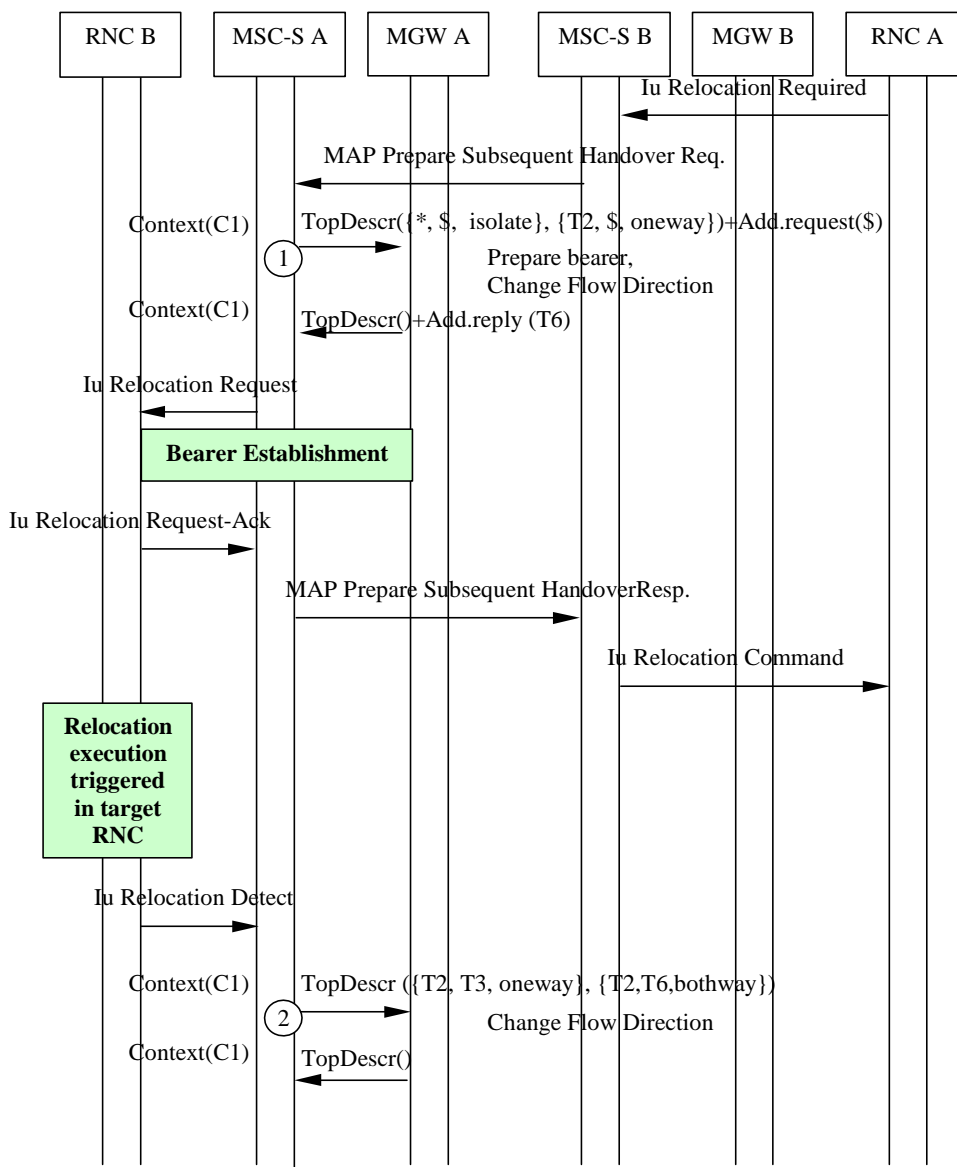 RNC B MSC-S A MGW A MSC-S B MGW B RNC A
Iu Relocation Required
MAP Prepare Subsequent Handover Req.
Context(C1) TopDescr({*, $, isolate}, {T2, $, oneway})+Add.request($)
1 Prepare bearer,
Change Flow Direction
Context(C1) TopDescr()+Add.reply (T6)
Iu Relocation Request
Bearer Establishment
Iu Relocation Request-Ack
MAP Prepare Subsequent HandoverResp.
Iu Relocation Command
Relocation
execution
triggered
in target
RNC
Iu Relocation Detect
Context(C1) TopDescr ({T2, T3, oneway}, {T2,T6,bothway})
2 Change Flow Direction
Context(C1) TopDescr()